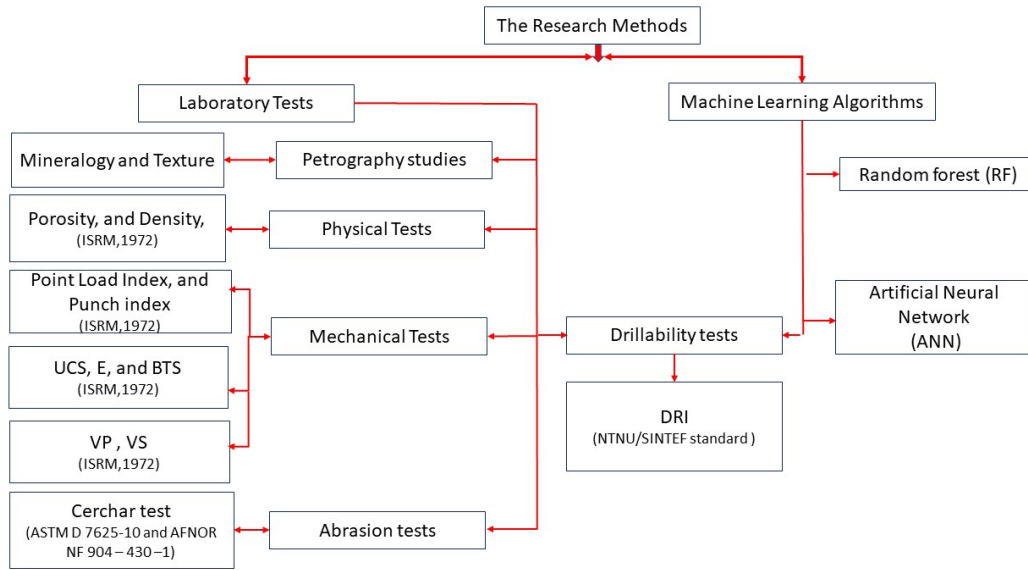 The Research Methods
Laboratory Tests
Machine Learning Algorithms
Mineralogy and Texture
Petrography studies
Random forest (RF)
Porosity, and Density,
(ISRM,1972)
Physical Tests
Point Load Index, and
Punch index
(ISRM,1972)
Mechanical Tests
Drillability tests
Artificial Neural
Network
(ANN)
UCS, E, and BTS
(ISRM,1972)
DRI
(NTNU/SINTEF standard )
VP , VS
(ISRM,1972)
Cerchar test
(ASTM D 7625-10 and AFNOR
NF 904 – 430 –1)
Abrasion tests